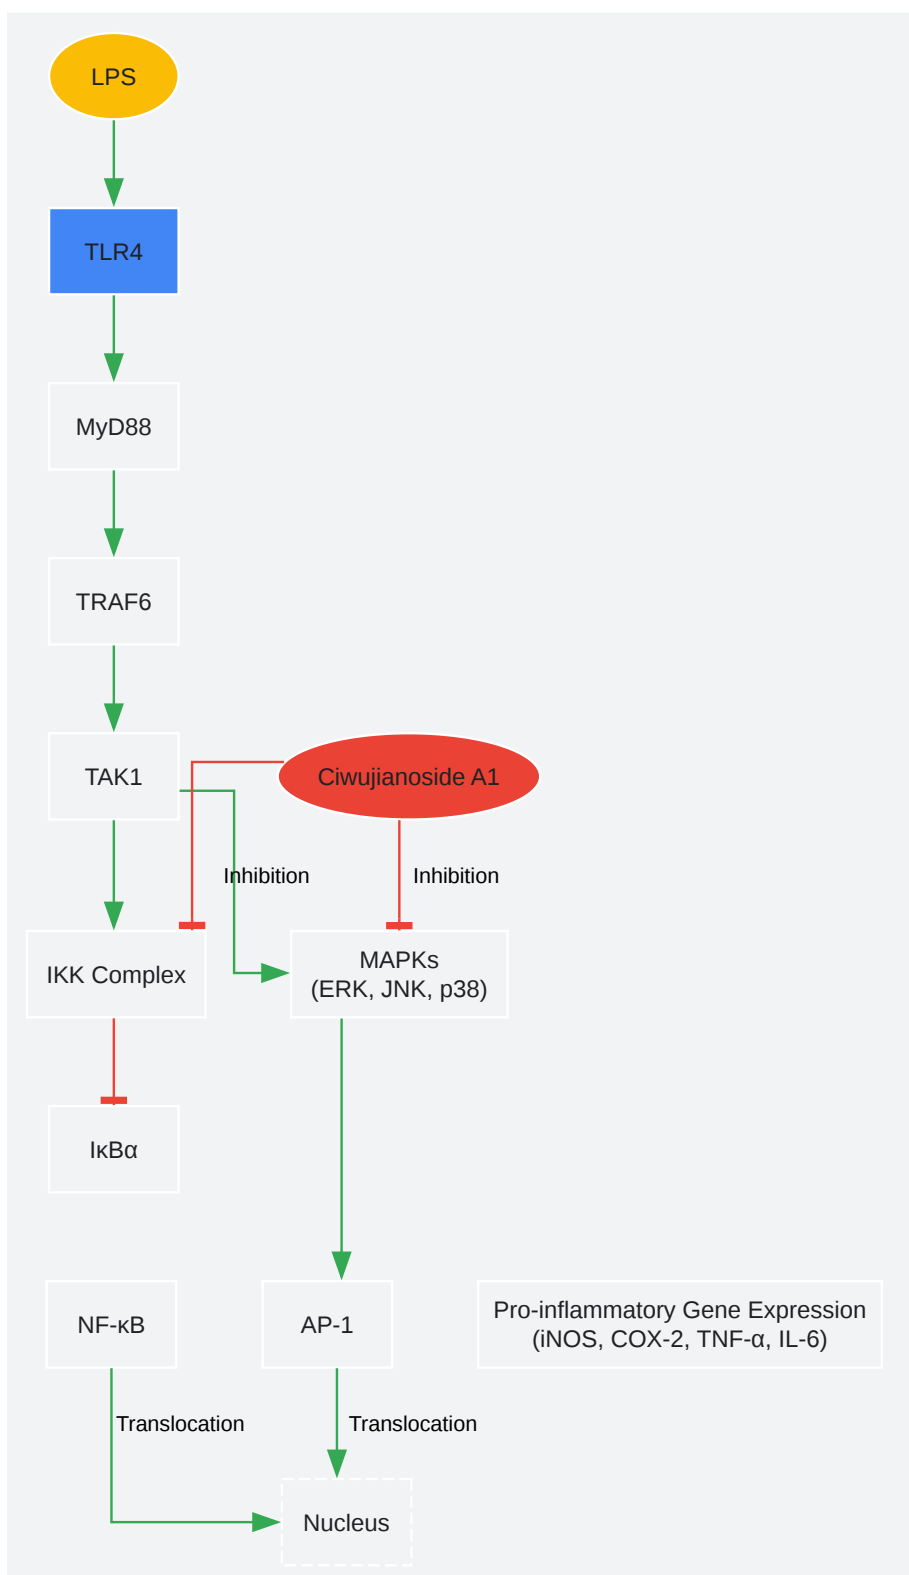 LPS
TLR4
MyD88
TRAF6
TAK1
Ciwujianoside A1
Inhibition
Inhibition
IKK Complex
MAPKs
(ERK, JNK, p38)
IκBα
NF-κB
AP-1
Pro-inflammatory Gene Expression
(iNOS, COX-2, TNF-α, IL-6)
Translocation
Translocation
Nucleus